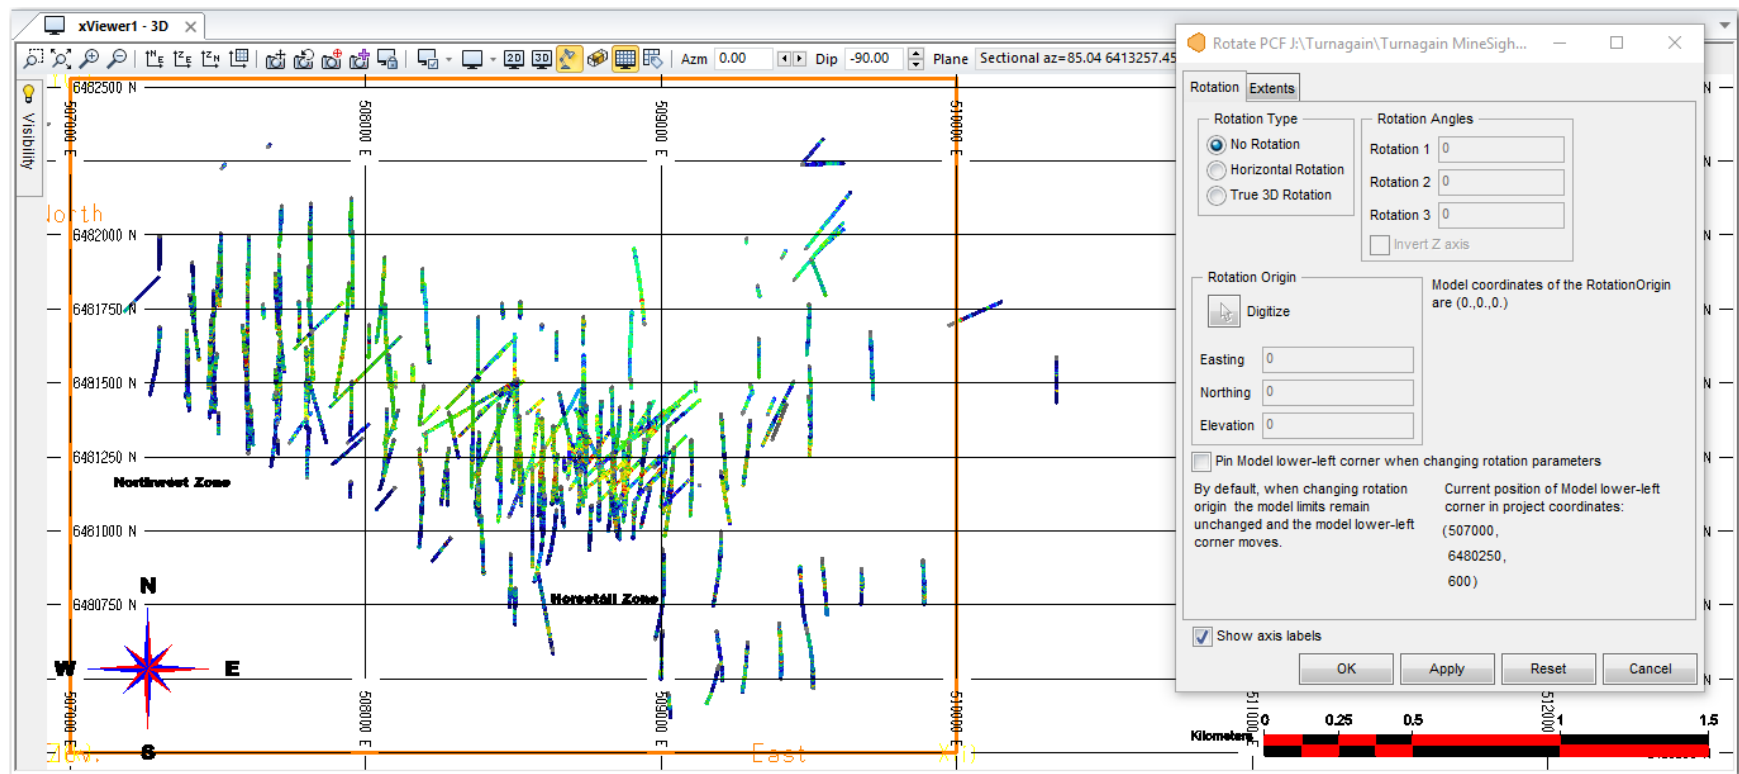 xViewer1 - 3D
Azm 0.00 Dip -90.00 Plane Sectional az=85.04 6413257.45
Visibility
6482500 N
507000 E
508000 E
509000 E
510000 E
North
6482000 N
6481750 N
6481500 N
6481250 N
Northwest Zone
6481000 N
6480750 N
Horsetail Zone
N
W
E
S
507000 E
508000 E
509000 E
510000 E
511000 E
512000 E
Elev.
East
Rotate PCF J:\Turnagain\Turnagain MineSigh...
Rotation
Extents
Rotation Type
No Rotation
Horizontal Rotation
True 3D Rotation
Rotation Angles
Rotation 1 0
Rotation 2 0
Rotation 3 0
Invert Z axis
Rotation Origin
Digitize
Easting 0
Northing 0
Elevation 0
Model coordinates of the RotationOrigin
are (0.,0.,0.)
Pin Model lower-left corner when changing rotation parameters
By default, when changing rotation
origin the model limits remain
unchanged and the model lower-left
corner moves.
Current position of Model lower-left
corner in project coordinates:
(507000,
6480250,
600)
Show axis labels
OK
Apply
Reset
Cancel
0 0.25 0.5 1 1.5
Kilometers